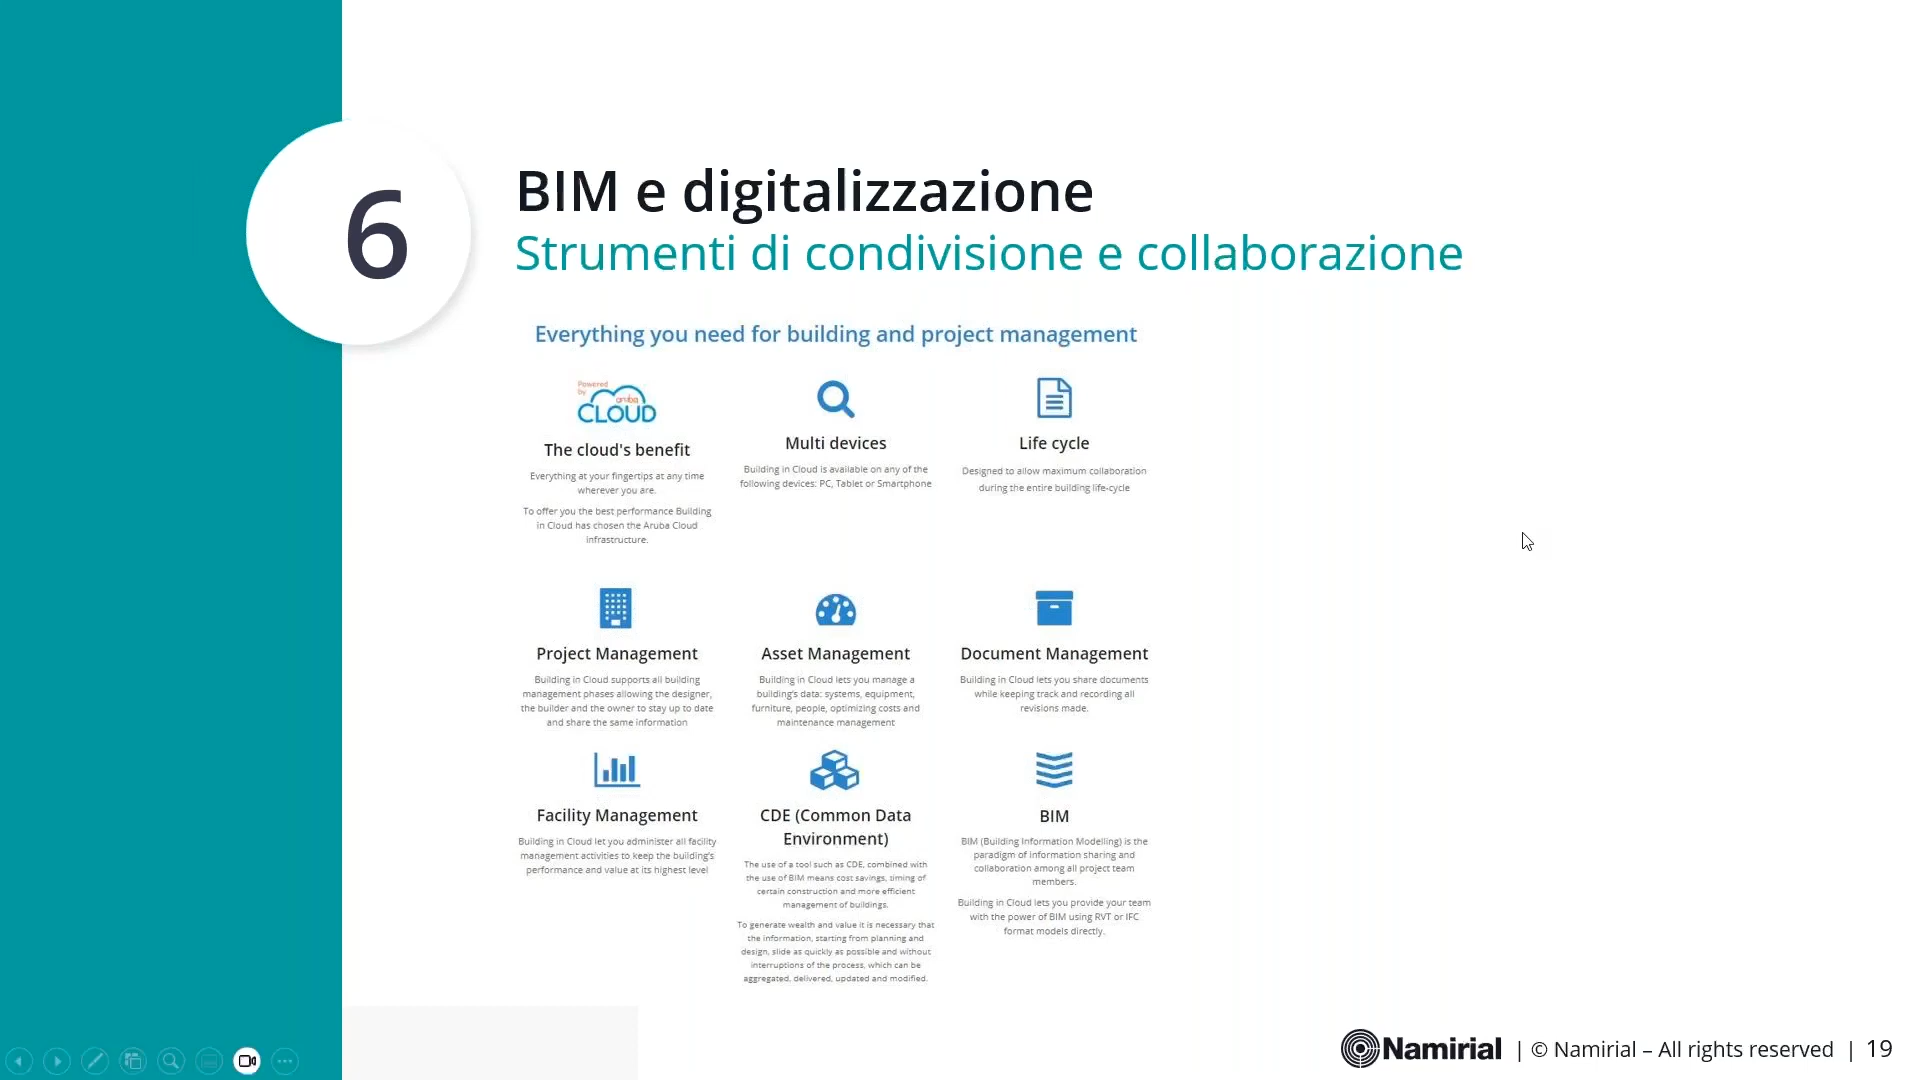 6
BIM e digitalizzazione
Strumenti di condivisione e collaborazione
Everything you need for building and project management
Powered
by
aruba
CLOUD
The cloud's benefit
Everything at your fingertips at any time
wherever you are.
To offer you the best performance Building
in Cloud has chosen the Aruba Cloud
infrastructure.
Multi devices
Building in Cloud is available on any of the
following devices: PC, Tablet or Smartphone
Life cycle
Designed to allow maximum collaboration
during the entire building life-cycle
Project Management
Building in Cloud supports all building
management phases allowing the designer,
the builder and the owner to stay up to date
and share the same information
Asset Management
Building in Cloud lets you manage a
building's data: systems, equipment,
furniture, people, optimizing costs and
maintenance management
Document Management
Building in Cloud lets you share documents
while keeping track and recording all
revisions made.
Facility Management
Building in Cloud let you administer all facility
management activities to keep the building's
performance and value at its highest level
CDE (Common Data
Environment)
The use of a tool such as CDE, combined with
the use of BIM means cost savings, timing of
certain construction and more efficient
management of buildings.
To generate wealth and value it is necessary that
the information, starting from planning and
design, slide as quickly as possible and without
interruptions of the process, which can be
aggregated, delivered, updated and modified.
BIM
BIM (Building Information Modelling) is the
paradigm of information sharing and
collaboration among all project team
members.
Building in Cloud lets you provide your team
with the power of BIM using RVT or IFC
format models directly.
Namirial | © Namirial – All rights reserved | 19